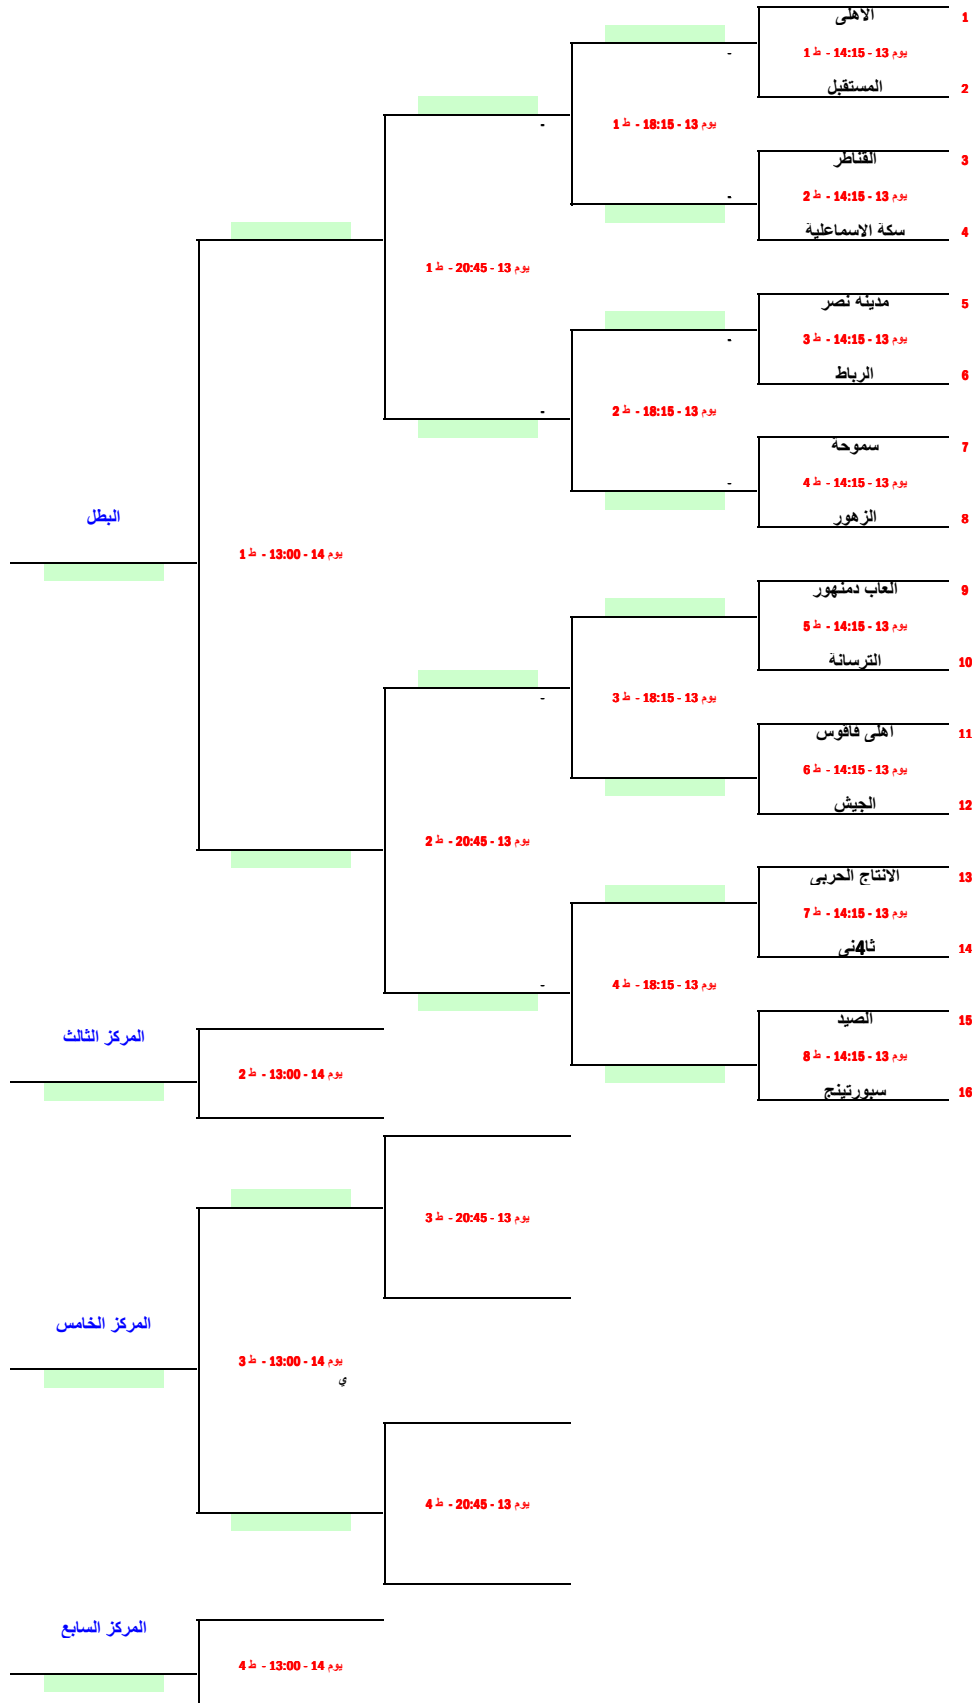 الاهلى 1
يوم 13 - 14:15 - ط 1
المستقبل 2
-
يوم 13 - 18:15 - ط 1
-
القناطر 3
يوم 13 - 14:15 - ط 2
-
سكة الاسماعلية 4
يوم 13 - 20:45 - ط 1
مدينه نصر 5
يوم 13 - 14:15 - ط 3
-
الرباط 6
يوم 13 - 18:15 - ط 2
-
سموحة 7
يوم 13 - 14:15 - ط 4
-
الزهور 8
البطل
يوم 14 - 13:00 - ط 1
العاب دمنهور 9
يوم 13 - 14:15 - ط 5
الترسانة 10
يوم 13 - 18:15 - ط 3
-
اهلى فاقوس 11
يوم 13 - 14:15 - ط 6
الجيش 12
يوم 13 - 20:45 - ط 2
الانتاج الحربى 13
يوم 13 - 14:15 - ط 7
14
يوم 13 - 18:15 - ط 4
-
الصيد 15
المركز الثالث
يوم 13 - 14:15 - ط 8
يوم 14 - 13:00 - ط 2
سبورتينج 16
يوم 13 - 20:45 - ط 3
المركز الخامس
يوم 14 - 13:00 - ط 3
ي
يوم 13 - 20:45 - ط 4
المركز السابع
يوم 14 - 13:00 - ط 4